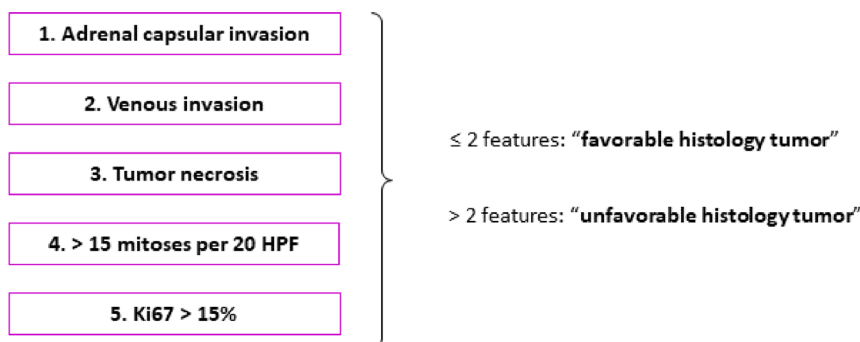 1. Adrenal capsular invasion
2. Venous invasion
3. Tumor necrosis
4. > 15 mitoses per 20 HPF
5. Ki67 > 15%
≤ 2 features: “favorable histology tumor”
> 2 features: “unfavorable histology tumor”